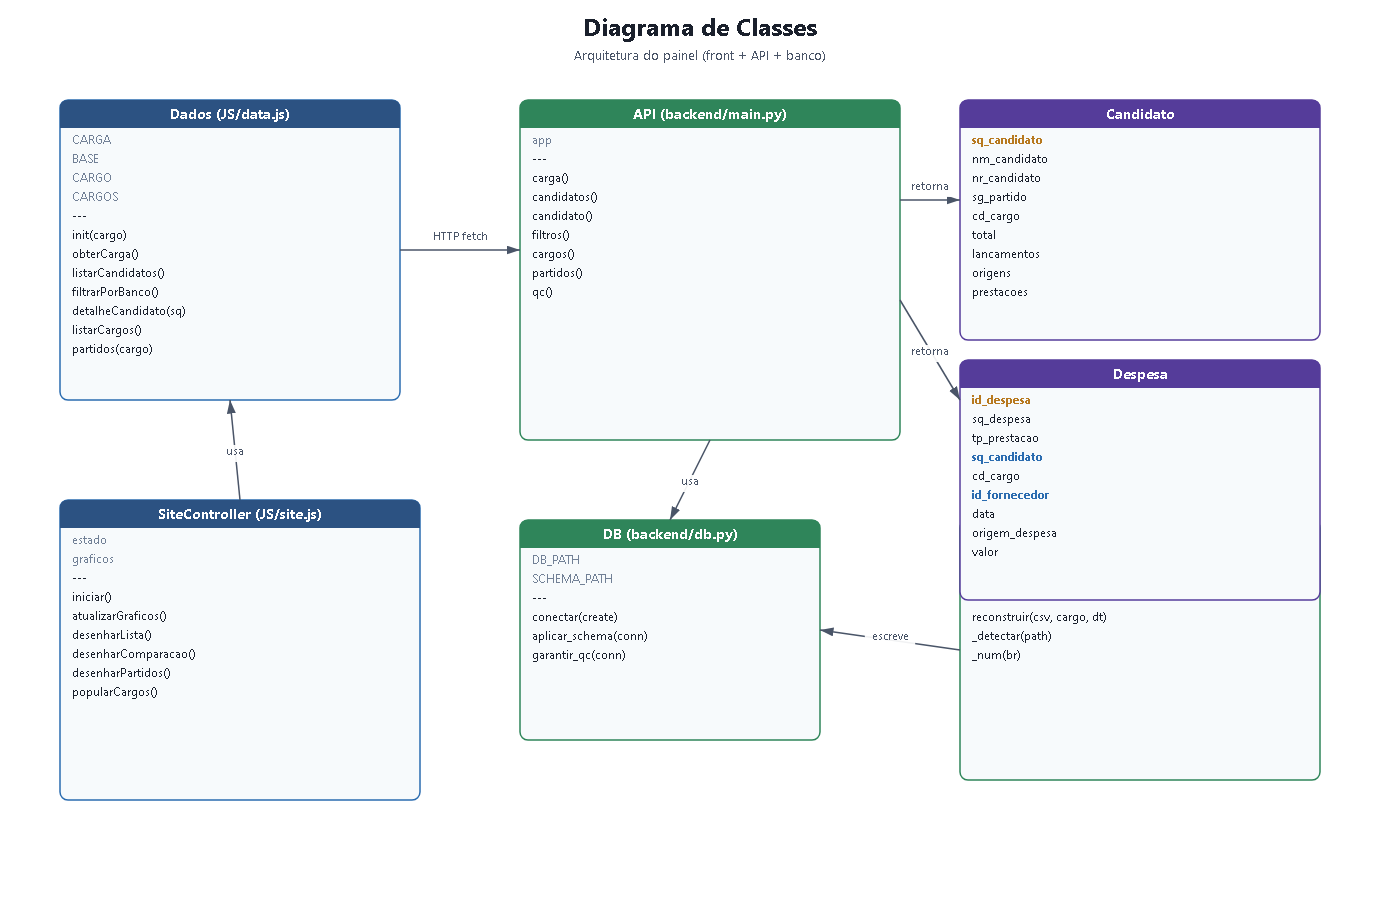 Diagrama de Classes
Arquitetura do painel (front + API + banco)
Dados (JS/data.js)
CARGA
BASE
CARGO
CARGOS
---
init(cargo)
obterCarga()
listarCandidatos()
filtrarPorBanco()
detalheCandidato(sq)
listarCargos()
partidos(cargo)
HTTP fetch
API (backend/main.py)
app
---
carga()
candidatos()
candidato()
filtros()
cargos()
partidos()
qc()
retorna
retorna
Candidato
sq_candidato
nm_candidato
nr_candidato
sg_partido
cd_cargo
total
lancamentos
origens
prestacoes
Despesa
id_despesa
sq_despesa
tp_prestacao
sq_candidato
cd_cargo
id_fornecedor
data
origem_despesa
valor
reconstruir(csv, cargo, dt)
_detectar(path)
_num(br)
usa
SiteController (JS/site.js)
estado
graficos
---
iniciar()
atualizarGraficos()
desenharLista()
desenharComparacao()
desenharPartidos()
popularCargos()
usa
DB (backend/db.py)
DB_PATH
SCHEMA_PATH
---
conectar(create)
aplicar_schema(conn)
garantir_qc(conn)
escreve